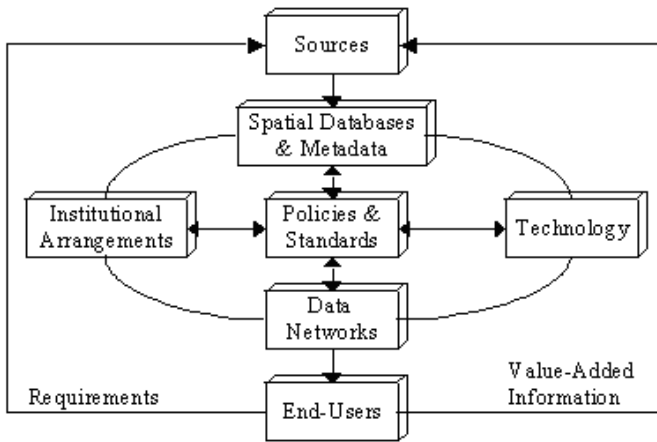 Sources
Spatial Databases
& Metadata
Institutional
Arrangements
Policies &
Standards
Technology
Data
Networks
Requirements
End-Users
Value-Added
Information